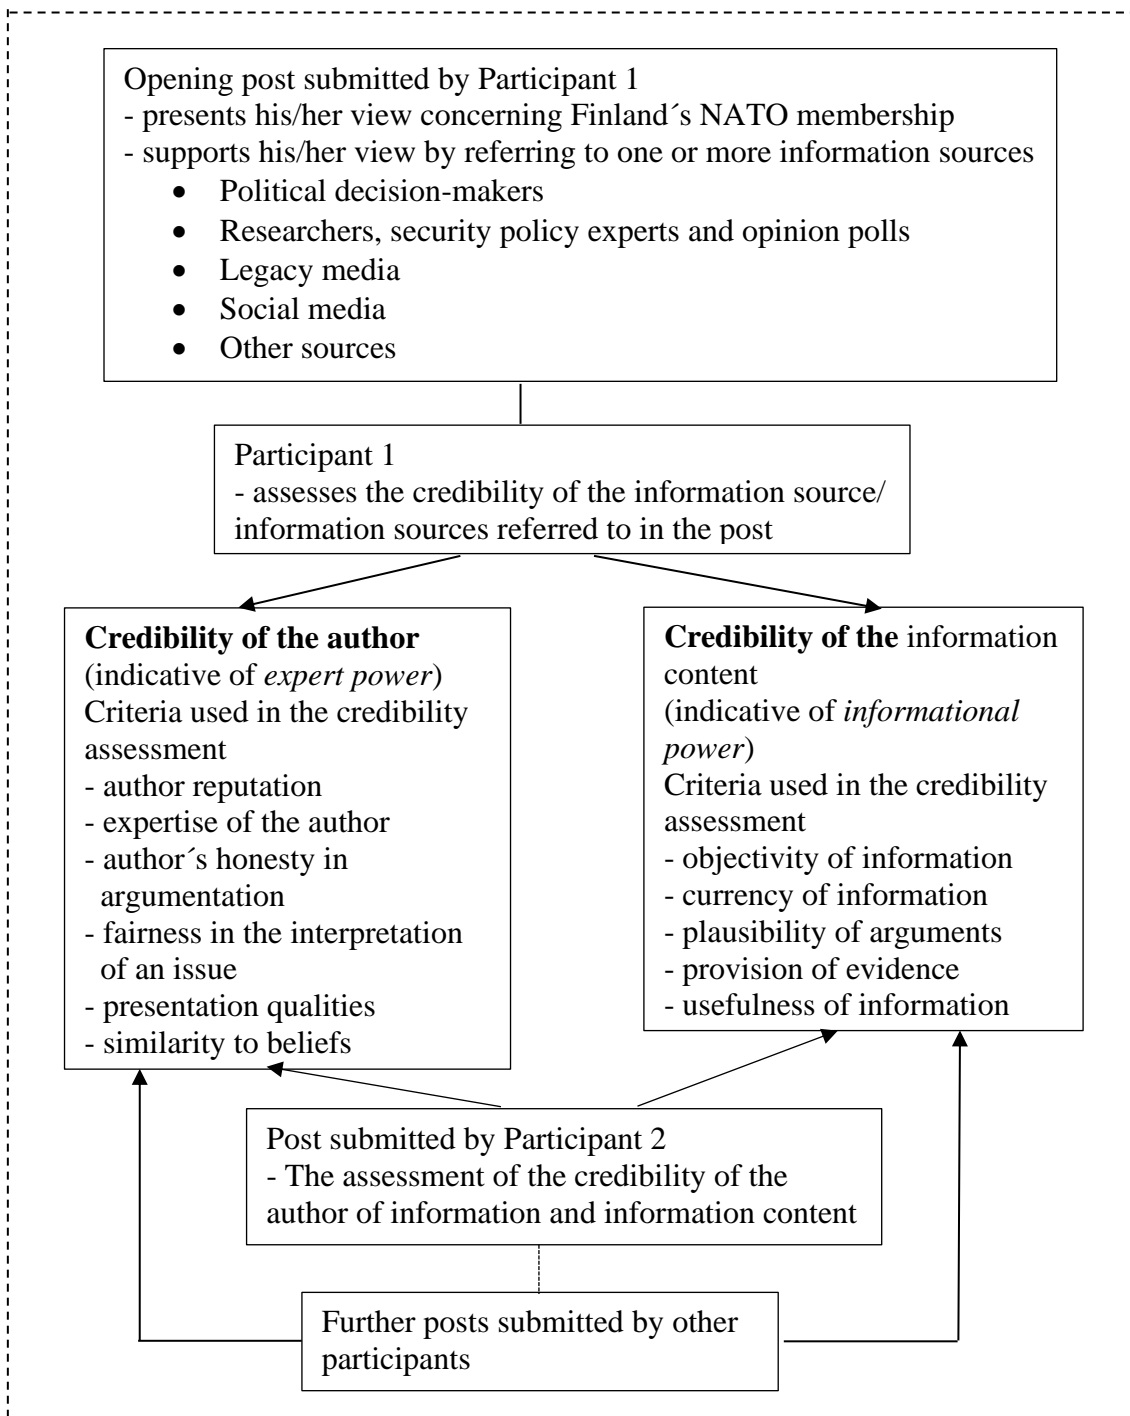 Opening post submitted by Participant 1
- presents his/her view concerning Finland´s NATO membership
- supports his/her view by referring to one or more information sources
• Political decision-makers
• Researchers, security policy experts and opinion polls
• Legacy media
• Social media
• Other sources
Participant 1
- assesses the credibility of the information source/
information sources referred to in the post
Credibility of the author
(indicative of expert power)
Criteria used in the credibility
assessment
- author reputation
- expertise of the author
- author´s honesty in
argumentation
- fairness in the interpretation
of an issue
- presentation qualities
- similarity to beliefs
Credibility of the information
content
(indicative of informational
power)
Criteria used in the credibility
assessment
- objectivity of information
- currency of information
- plausibility of arguments
- provision of evidence
- usefulness of information
Post submitted by Participant 2
- The assessment of the credibility of the
author of information and information content
Further posts submitted by other
participants